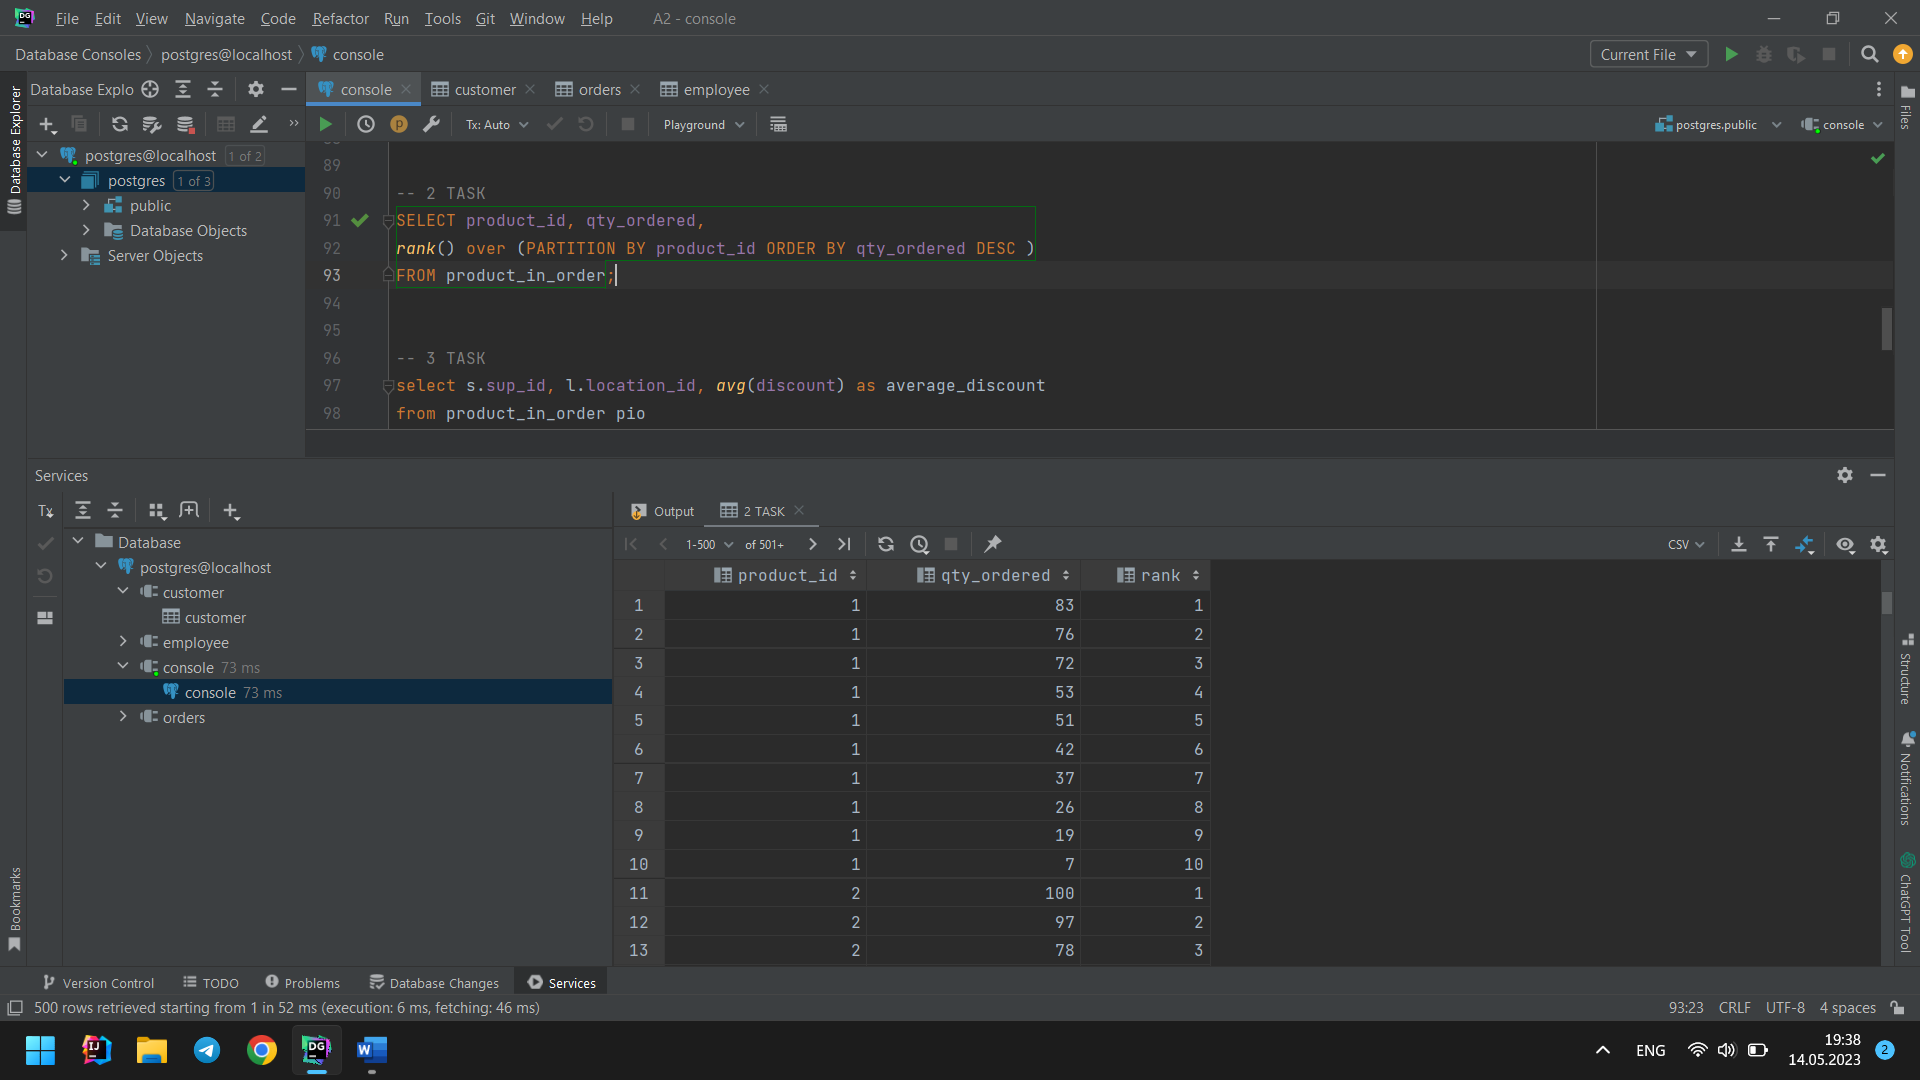 File Edit View Navigate Code Refactor Run Tools Git Window Help A2 - console
Database Consoles postgres@localhost console Current File
Database Explorer
Database Explo
console customer orders employee
Tx: Auto Playground postgres.public console
postgres@localhost 1 of 2
postgres 1 of 3
public
Database Objects
Server Objects
89
90 -- 2 TASK
91 SELECT product_id, qty_ordered,
92 rank() over (PARTITION BY product_id ORDER BY qty_ordered DESC )
93 FROM product_in_order;
94
95
96 -- 3 TASK
97 select s.sup_id, l.location_id, avg(discount) as average_discount
98 from product_in_order pio
Files
Services
Tx
Database
postgres@localhost
customer
customer
employee
console 73 ms
console 73 ms
orders
Output 2 TASK
1-500 of 501+ CSV
product_id qty_ordered rank
1 1 83 1
2 1 76 2
3 1 72 3
4 1 53 4
5 1 51 5
6 1 42 6
7 1 37 7
8 1 26 8
9 1 19 9
10 1 7 10
11 2 100 1
12 2 97 2
13 2 78 3
Structure
Notifications
ChatGPT Tool
Bookmarks
Version Control TODO Problems Database Changes Services
500 rows retrieved starting from 1 in 52 ms (execution: 6 ms, fetching: 46 ms) 93:23 CRLF UTF-8 4 spaces
IJ DG W ENG 19:38
14.05.2023 2